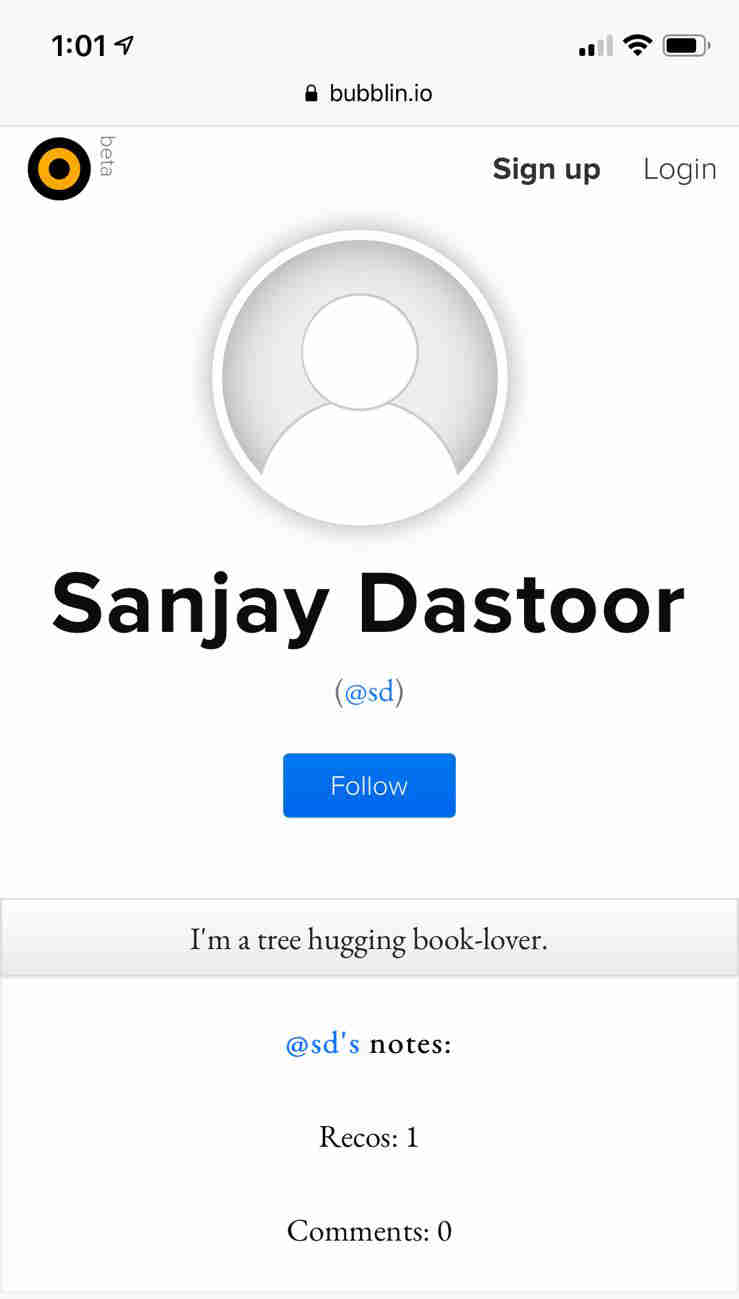 1:01
bubblin.io
beta
Sign up Login
Sanjay Dastoor
(@sd)
Follow
I'm a tree hugging book-lover.
@sd's notes:
Recos: 1
Comments: 0